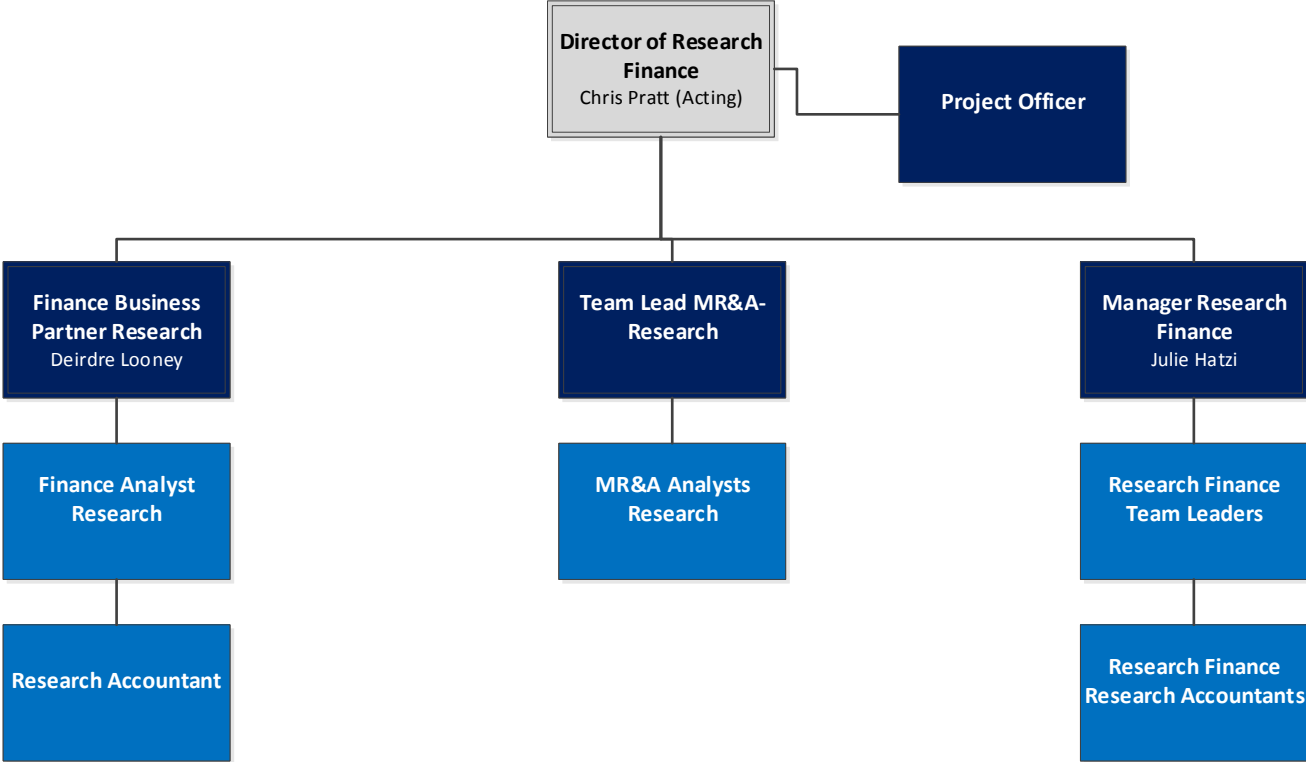 Director of Research
Finance
Chris Pratt (Acting)
Project Officer
Finance Business
Partner Research
Deirdre Looney
Team Lead MR&A-
Research
Manager Research
Finance
Julie Hatzi
Finance Analyst
Research
MR&A Analysts
Research
Research Finance
Team Leaders
Research Accountant
Research Finance
Research Accountants